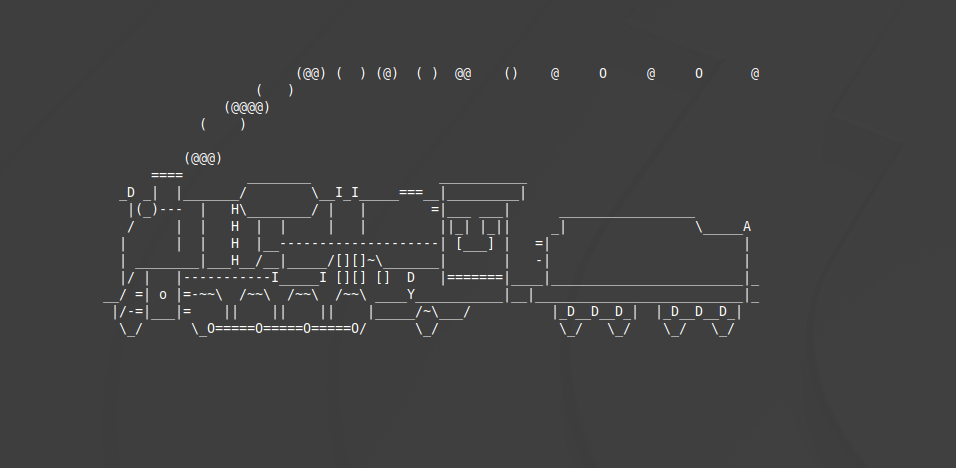 (@@) (  ) (@)  ( )  @@    ()    @     O     @     O      @
                   (   )
               (@@@@)
            (    )

          (@@@)
      ====        ________                ___________
  _D _|  |_______/        \__I_I_____===__|_________|
   |(_)---  |   H\________/ |   |        =|___ ___|      _________________
   /     |  |   H  |  |     |   |         ||_| |_||     _|                \_____A
  |      |  |   H  |__--------------------| [___] |   =|                        |
  | ________|___H__/__|_____/[][]~\_______|       |   -|                        |
  |/ |   |-----------I_____I [][] []  D   |=======|____|________________________|_
__/ =| o |=-~~\  /~~\  /~~\  /~~\ ____Y___________|__|__________________________|_
 |/-=|___|=    ||    ||    ||    |_____/~\___/          |_D__D__D_|  |_D__D__D_|
  \_/      \_O=====O=====O=====O/      \_/               \_/   \_/    \_/   \_/